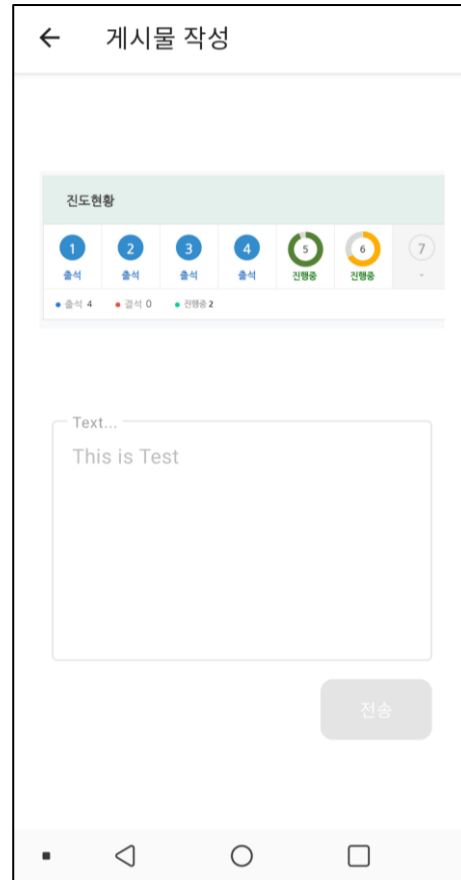 게시물 작성
진도현황
1 2 3 4 5 6 7
출석 출석 출석 출석 진행중 진행중 -
출석 4 결석 0 진행중 2
Text...
This is Test
전송